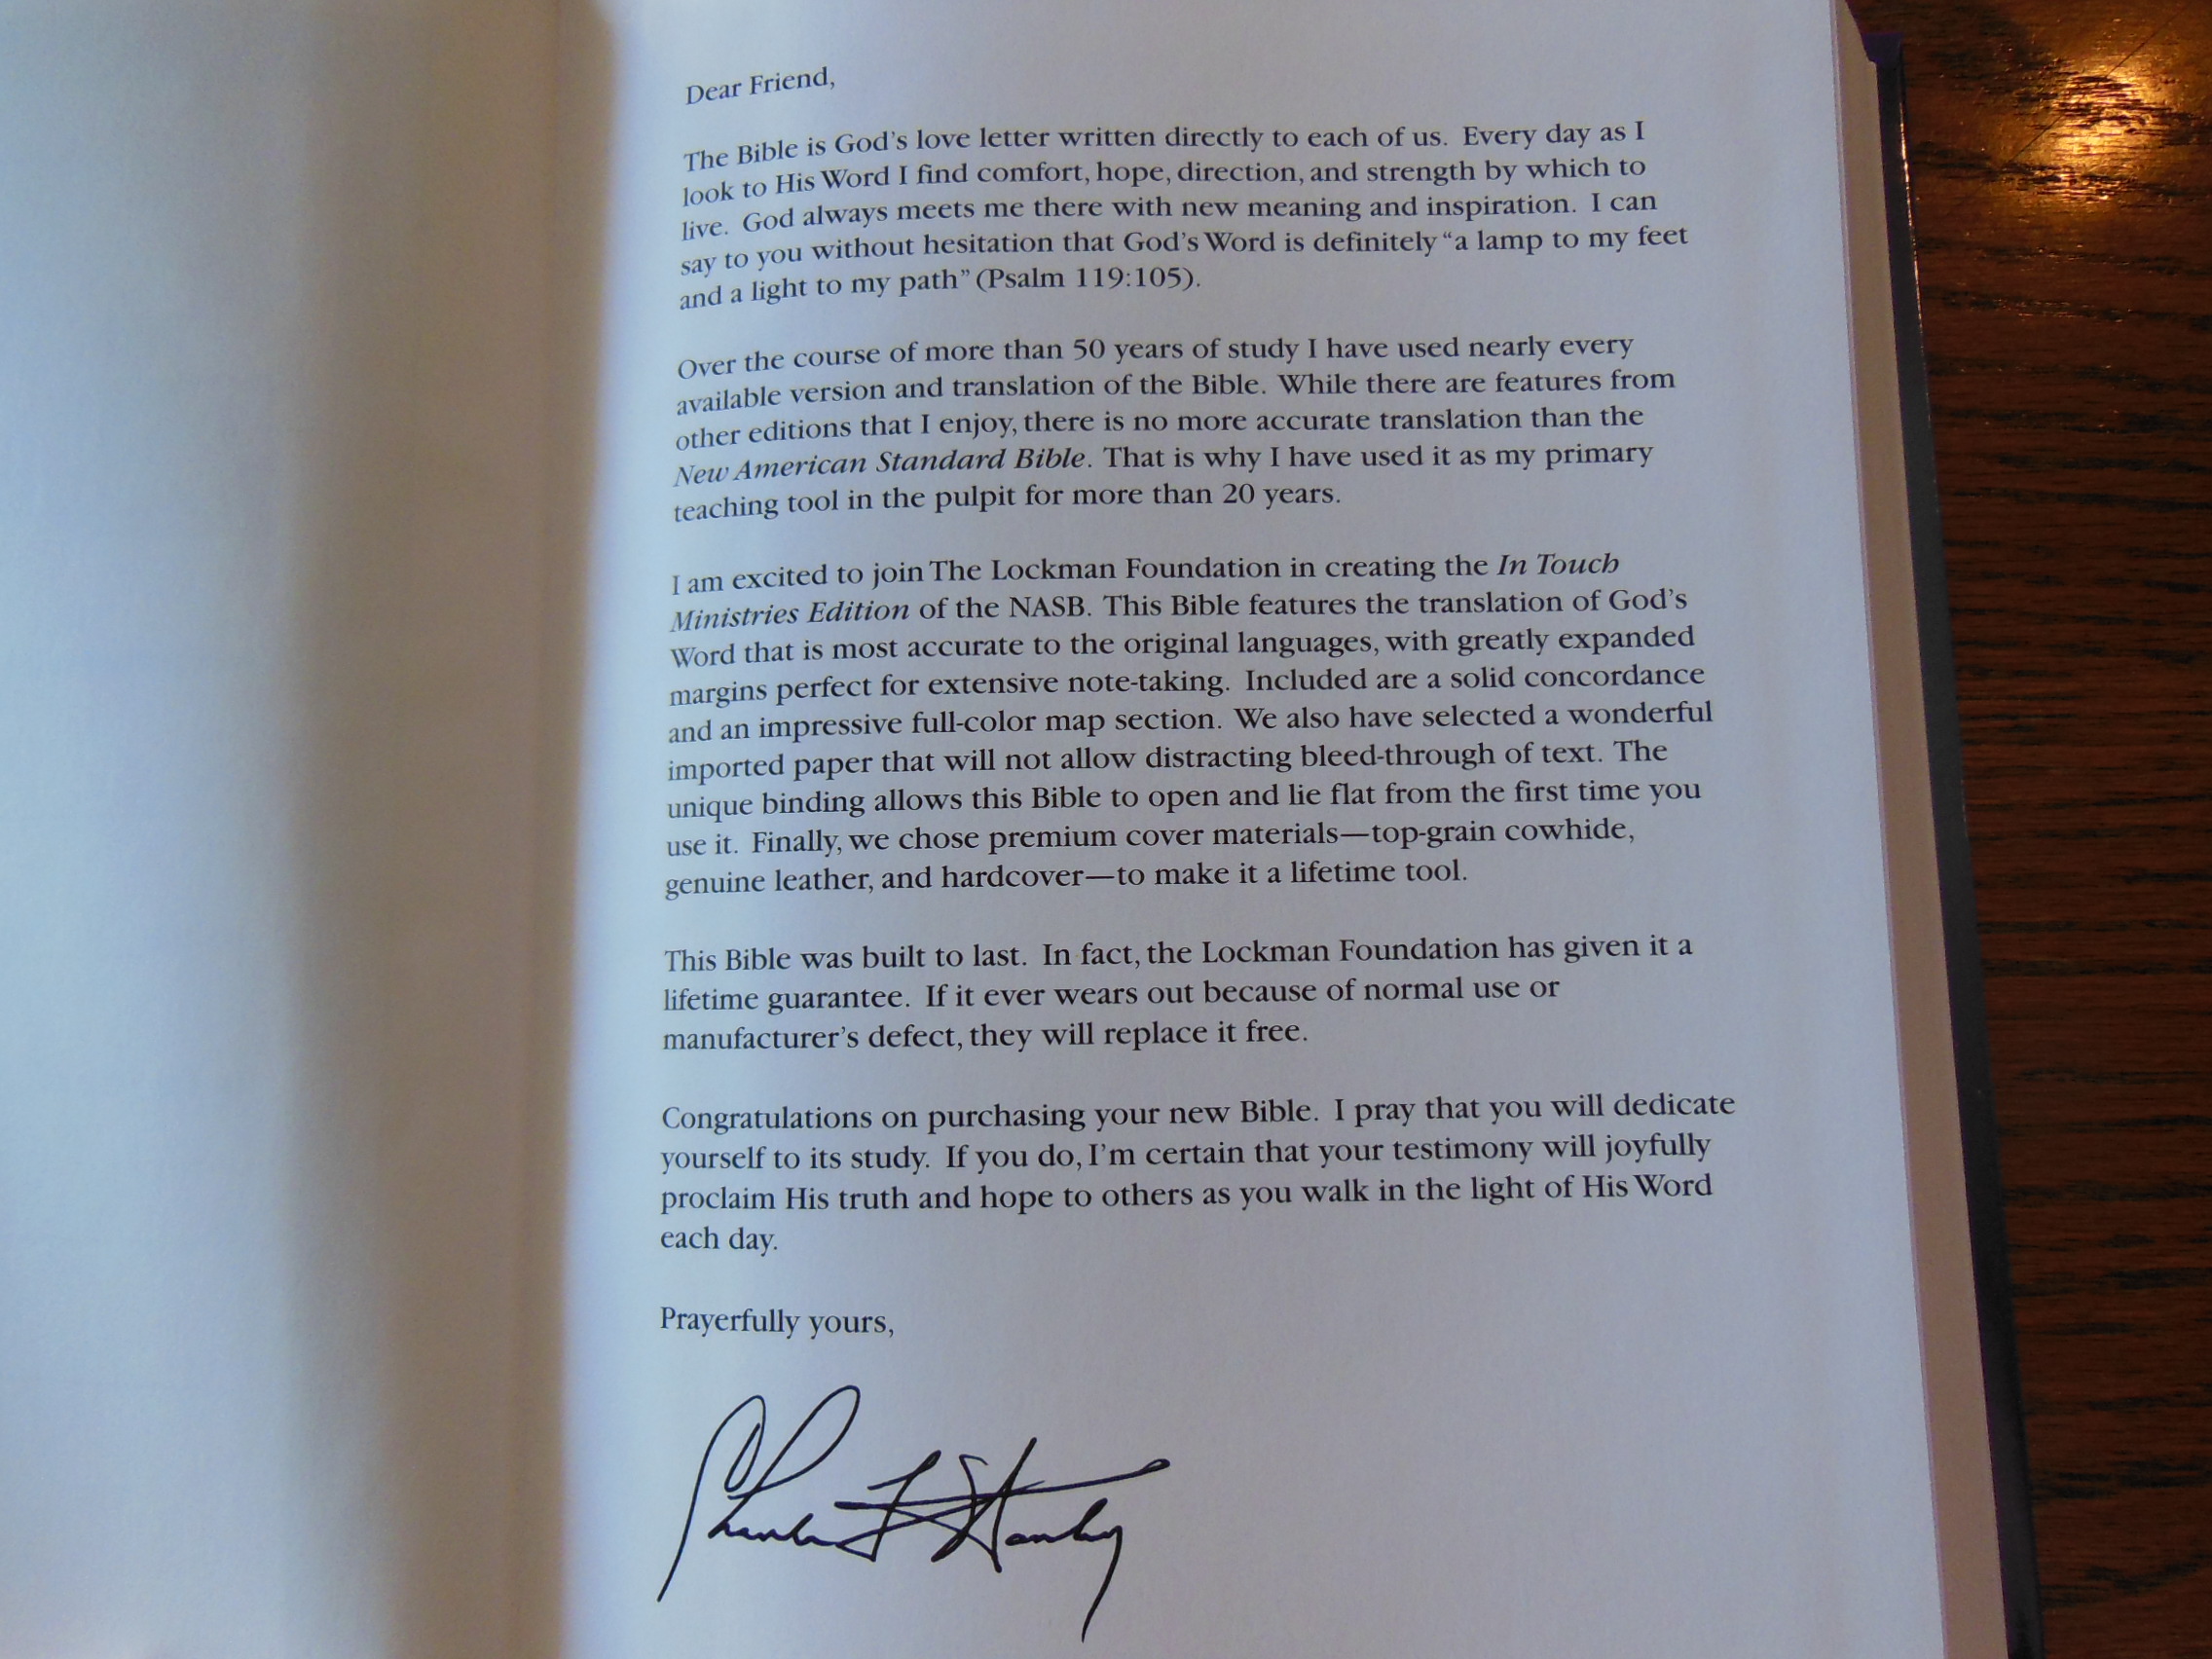 Dear Friend,
The Bible is God's love letter written directly to each of us. Every day as I
look to His Word I find comfort, hope, direction, and strength by which to
live. God always meets me there with new meaning and inspiration. I can
say to you without hesitation that God's Word is definitely “a lamp to my feet
and a light to my path” (Psalm 119:105).
Over the course of more than 50 years of study I have used nearly every
available version and translation of the Bible. While there are features from
other editions that I enjoy, there is no more accurate translation than the
New American Standard Bible. That is why I have used it as my primary
teaching tool in the pulpit for more than 20 years.
I am excited to join The Lockman Foundation in creating the In Touch
Ministries Edition of the NASB. This Bible features the translation of God's
Word that is most accurate to the original languages, with greatly expanded
margins perfect for extensive note-taking. Included are a solid concordance
and an impressive full-color map section. We also have selected a wonderful
imported paper that will not allow distracting bleed-through of text. The
unique binding allows this Bible to open and lie flat from the first time you
use it. Finally, we chose premium cover materials—top-grain cowhide,
genuine leather, and hardcover—to make it a lifetime tool.
This Bible was built to last. In fact, the Lockman Foundation has given it a
lifetime guarantee. If it ever wears out because of normal use or
manufacturer's defect, they will replace it free.
Congratulations on purchasing your new Bible. I pray that you will dedicate
yourself to its study. If you do, I'm certain that your testimony will joyfully
proclaim His truth and hope to others as you walk in the light of His Word
each day.
Prayerfully yours,
Charles F Stanley